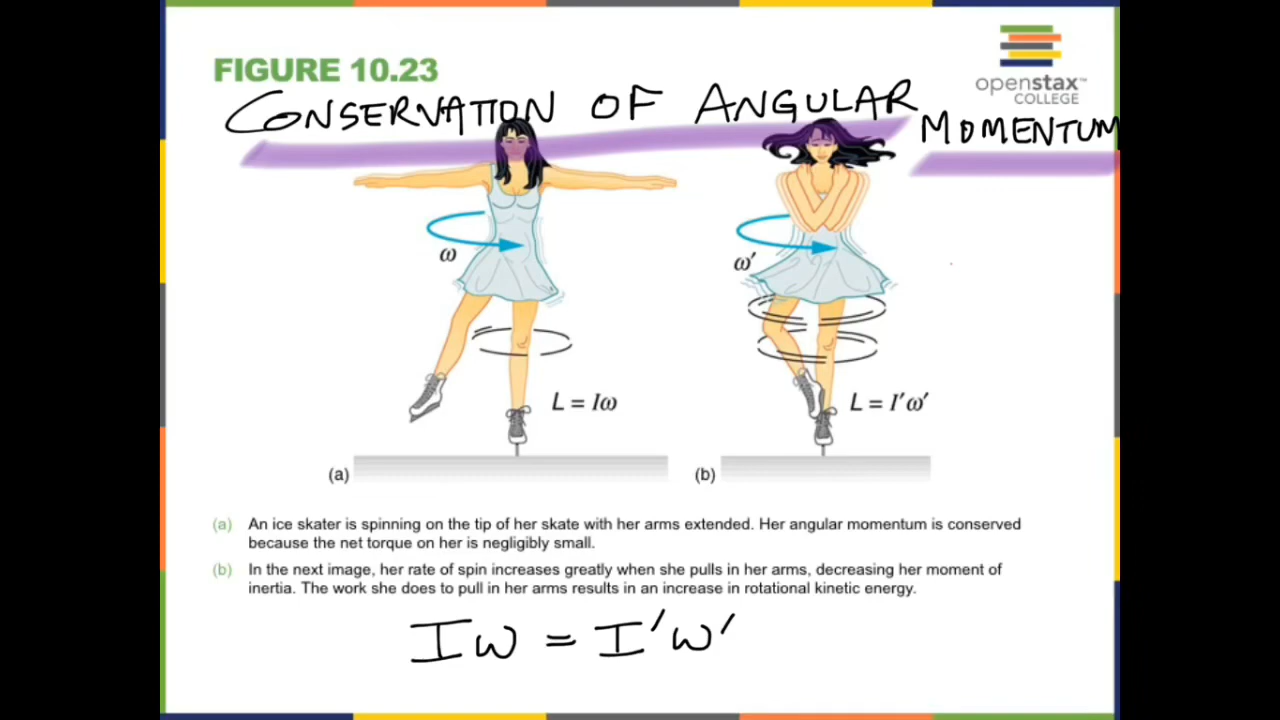 FIGURE 10.23
openstax™
COLLEGE
CONSERVATION OF ANGULAR
MOMENTUM
ω
ω′
L = Iω
L = I′ω′
(a)
(b)
(a) An ice skater is spinning on the tip of her skate with her arms extended. Her angular momentum is conserved
because the net torque on her is negligibly small.
(b) In the next image, her rate of spin increases greatly when she pulls in her arms, decreasing her moment of
inertia. The work she does to pull in her arms results in an increase in rotational kinetic energy.
Iω = I′ω′